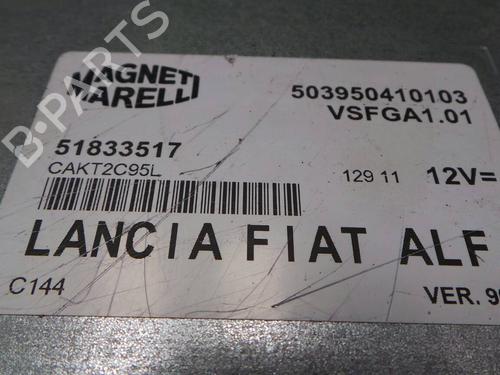 MAGNETI MARELLI
503950410103
VSFGA1.01
51833517
CAKT2C95L
129 11 12V=
LANCIA FIAT ALF
C144
VER. 9
B-PARTS